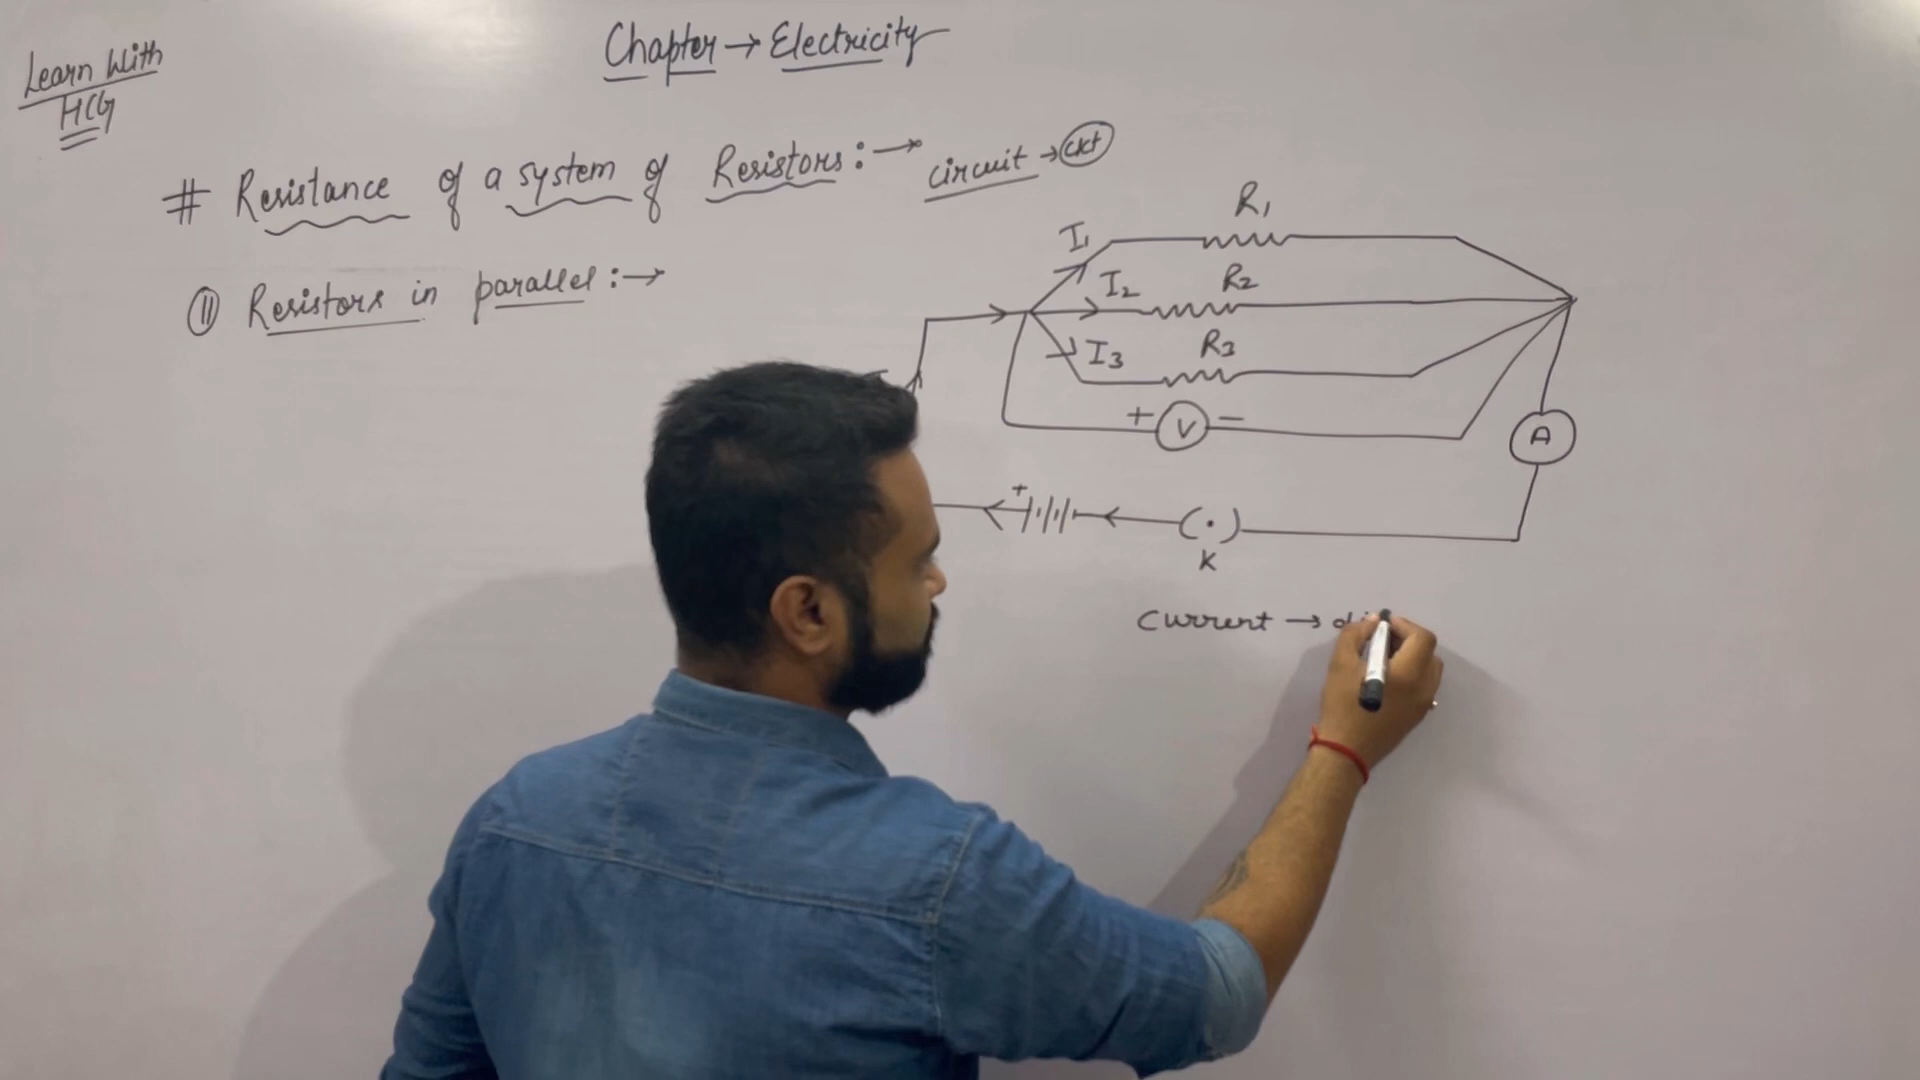 Learn With
HCG
Chapter → Electricity
# Resistance of a system of Resistors :→ circuit → ckt
(II) Resistors in parallel :→
R1
I1
I2
R2
I3
R3
+ V −
A
+
K
Current →